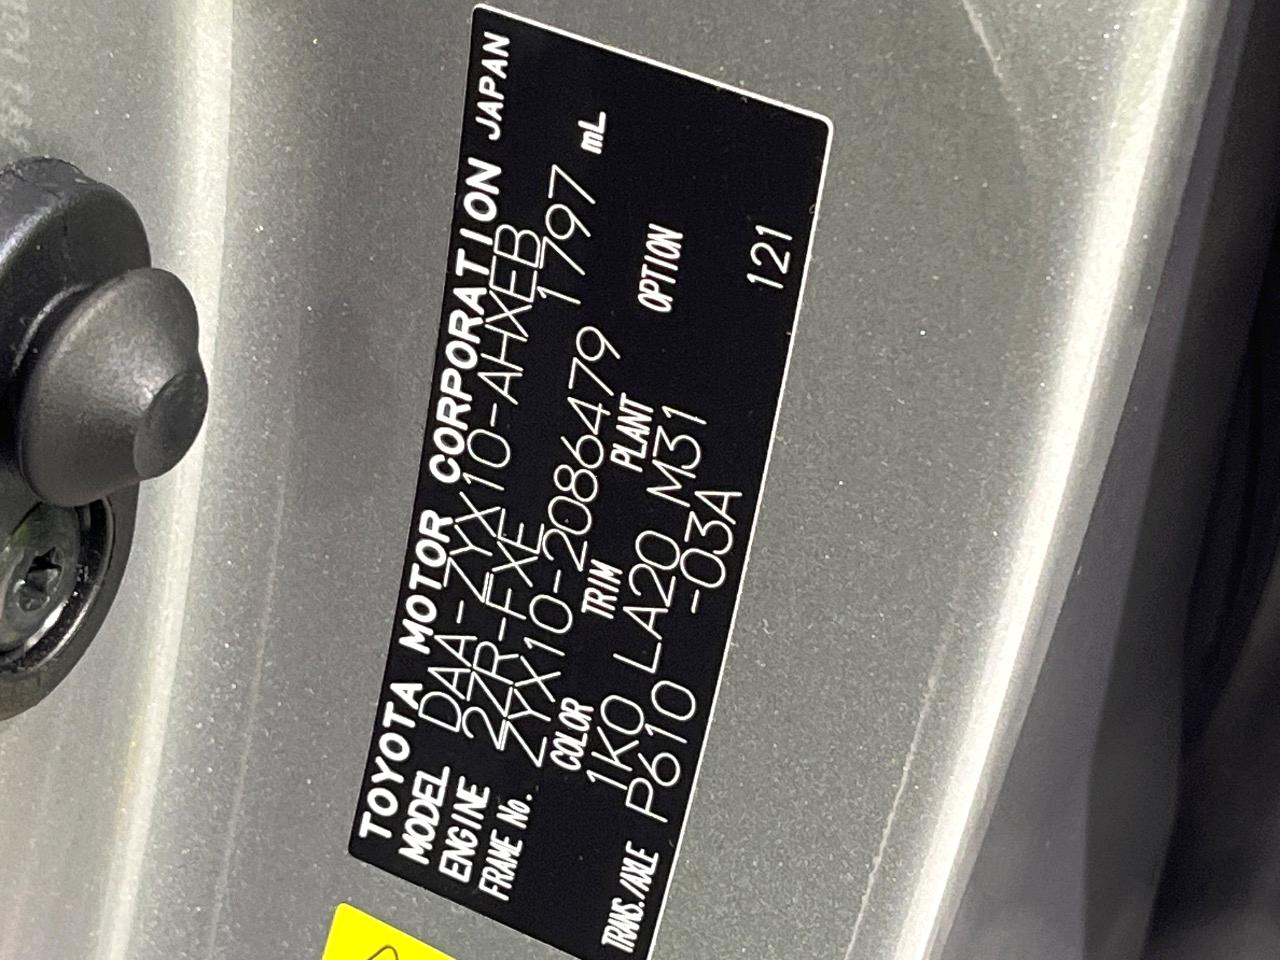 TOYOTA MOTOR CORPORATION JAPAN
MODEL DAA-ZYX10-AHXEB
ENGINE 2ZR-FXE 1797 mL
FRAME No. ZYX10-2086479
COLOR TRIM PLANT OPTION
1K0 LA20 M31
TRANS./AXLE P610 -03A 121